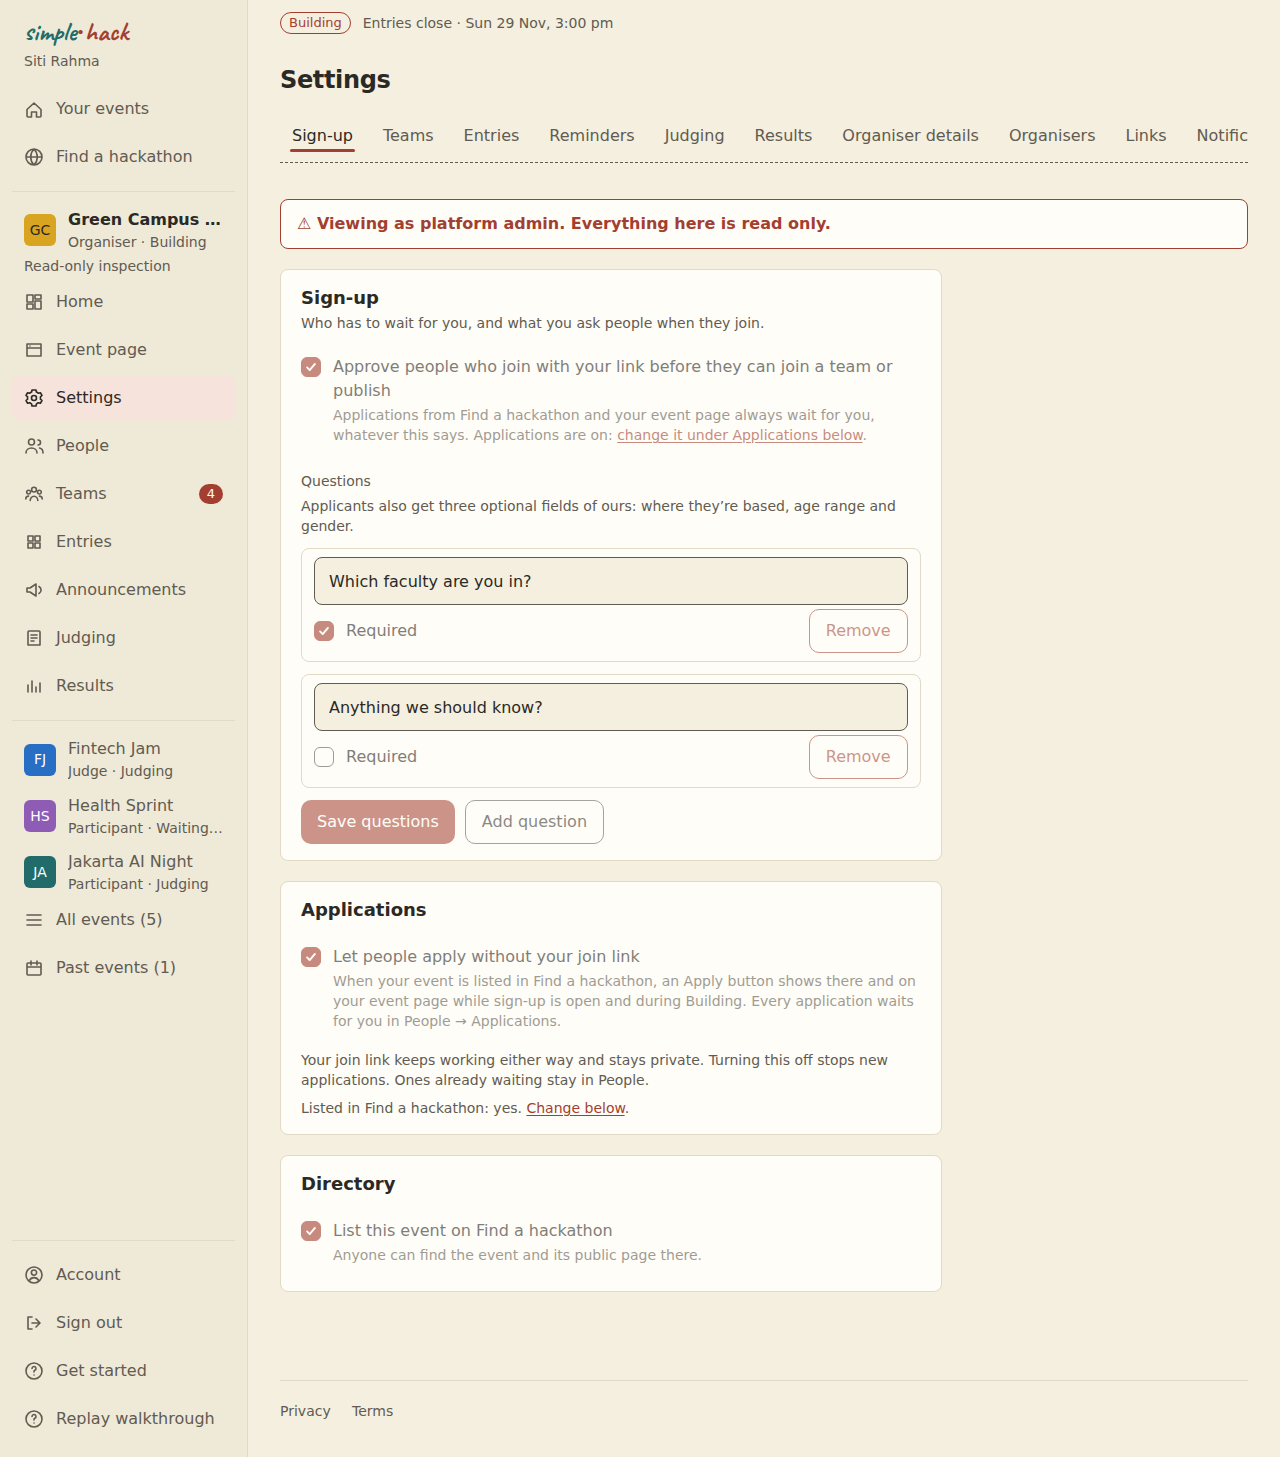 simple·hack
Siti Rahma
Your events
Find a hackathon
GC
Green Campus ...
Organiser · Building
Read-only inspection
Home
Event page
Settings
People
Teams
4
Entries
Announcements
Judging
Results
FJ
Fintech Jam
Judge · Judging
HS
Health Sprint
Participant · Waiting...
JA
Jakarta AI Night
Participant · Judging
All events (5)
Past events (1)
Account
Sign out
Get started
Replay walkthrough
Building
Entries close · Sun 29 Nov, 3:00 pm
Settings
Sign-up
Teams
Entries
Reminders
Judging
Results
Organiser details
Organisers
Links
Notific
⚠ Viewing as platform admin. Everything here is read only.
Sign-up
Who has to wait for you, and what you ask people when they join.
Approve people who join with your link before they can join a team or
publish
Applications from Find a hackathon and your event page always wait for you,
whatever this says. Applications are on: change it under Applications below.
Questions
Applicants also get three optional fields of ours: where they’re based, age range and
gender.
Which faculty are you in?
Required
Remove
Anything we should know?
Required
Remove
Save questions
Add question
Applications
Let people apply without your join link
When your event is listed in Find a hackathon, an Apply button shows there and on
your event page while sign-up is open and during Building. Every application waits
for you in People → Applications.
Your join link keeps working either way and stays private. Turning this off stops new
applications. Ones already waiting stay in People.
Listed in Find a hackathon: yes. Change below.
Directory
List this event on Find a hackathon
Anyone can find the event and its public page there.
Privacy
Terms